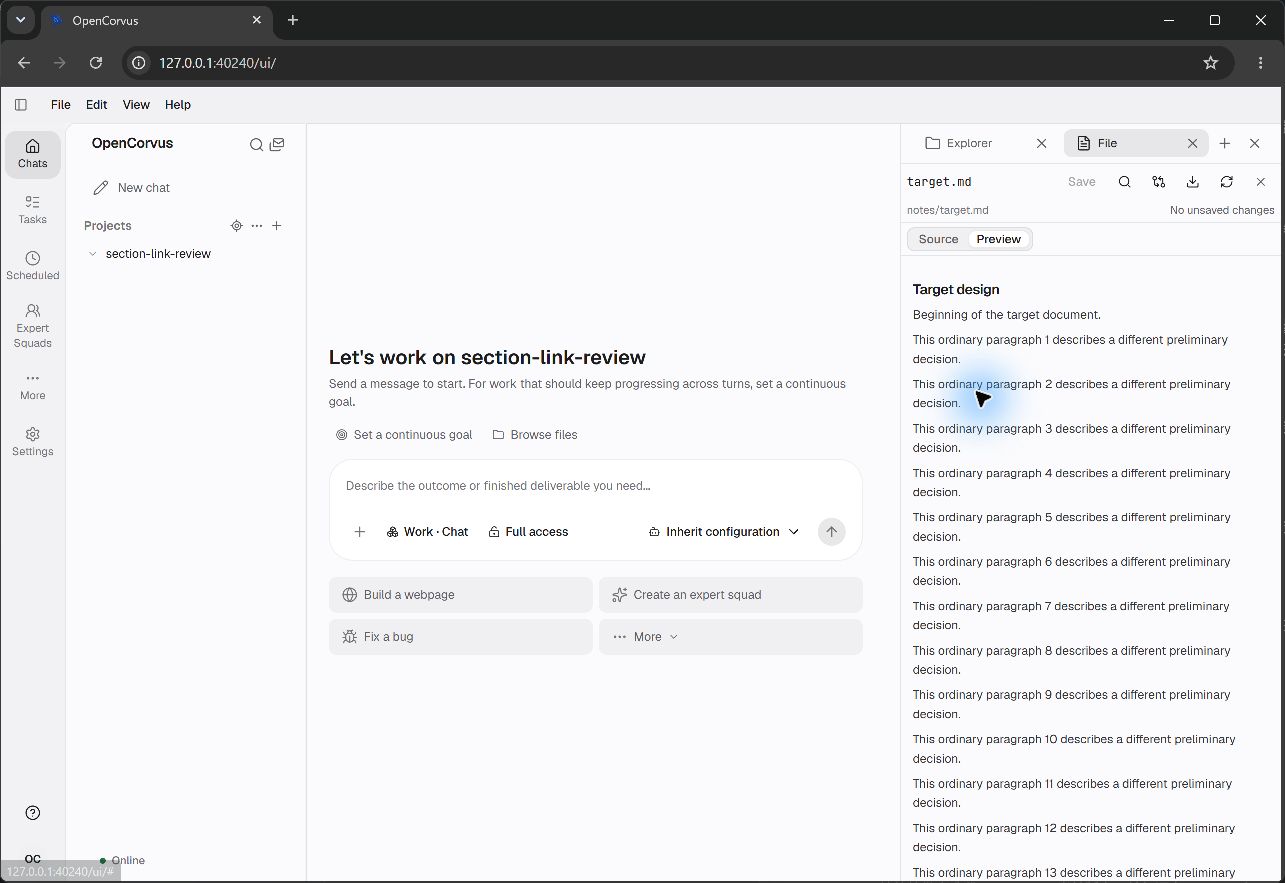 OpenCorvus
127.0.0.1:40240/ui/
File Edit View Help
Chats
Tasks
Scheduled
Expert
Squads
More
Settings
OC
127.0.0.1:40240/ui/#
OpenCorvus
New chat
Projects
section-link-review
Online
Let's work on section-link-review
Send a message to start. For work that should keep progressing across turns, set a continuous
goal.
Set a continuous goal Browse files
Describe the outcome or finished deliverable you need...
Work · Chat Full access Inherit configuration
Build a webpage Create an expert squad
Fix a bug More
Explorer File
target.md Save
notes/target.md No unsaved changes
Source Preview
Target design
Beginning of the target document.
This ordinary paragraph 1 describes a different preliminary
decision.
This ordinary paragraph 2 describes a different preliminary
decision.
This ordinary paragraph 3 describes a different preliminary
decision.
This ordinary paragraph 4 describes a different preliminary
decision.
This ordinary paragraph 5 describes a different preliminary
decision.
This ordinary paragraph 6 describes a different preliminary
decision.
This ordinary paragraph 7 describes a different preliminary
decision.
This ordinary paragraph 8 describes a different preliminary
decision.
This ordinary paragraph 9 describes a different preliminary
decision.
This ordinary paragraph 10 describes a different preliminary
decision.
This ordinary paragraph 11 describes a different preliminary
decision.
This ordinary paragraph 12 describes a different preliminary
decision.
This ordinary paragraph 13 describes a different preliminary